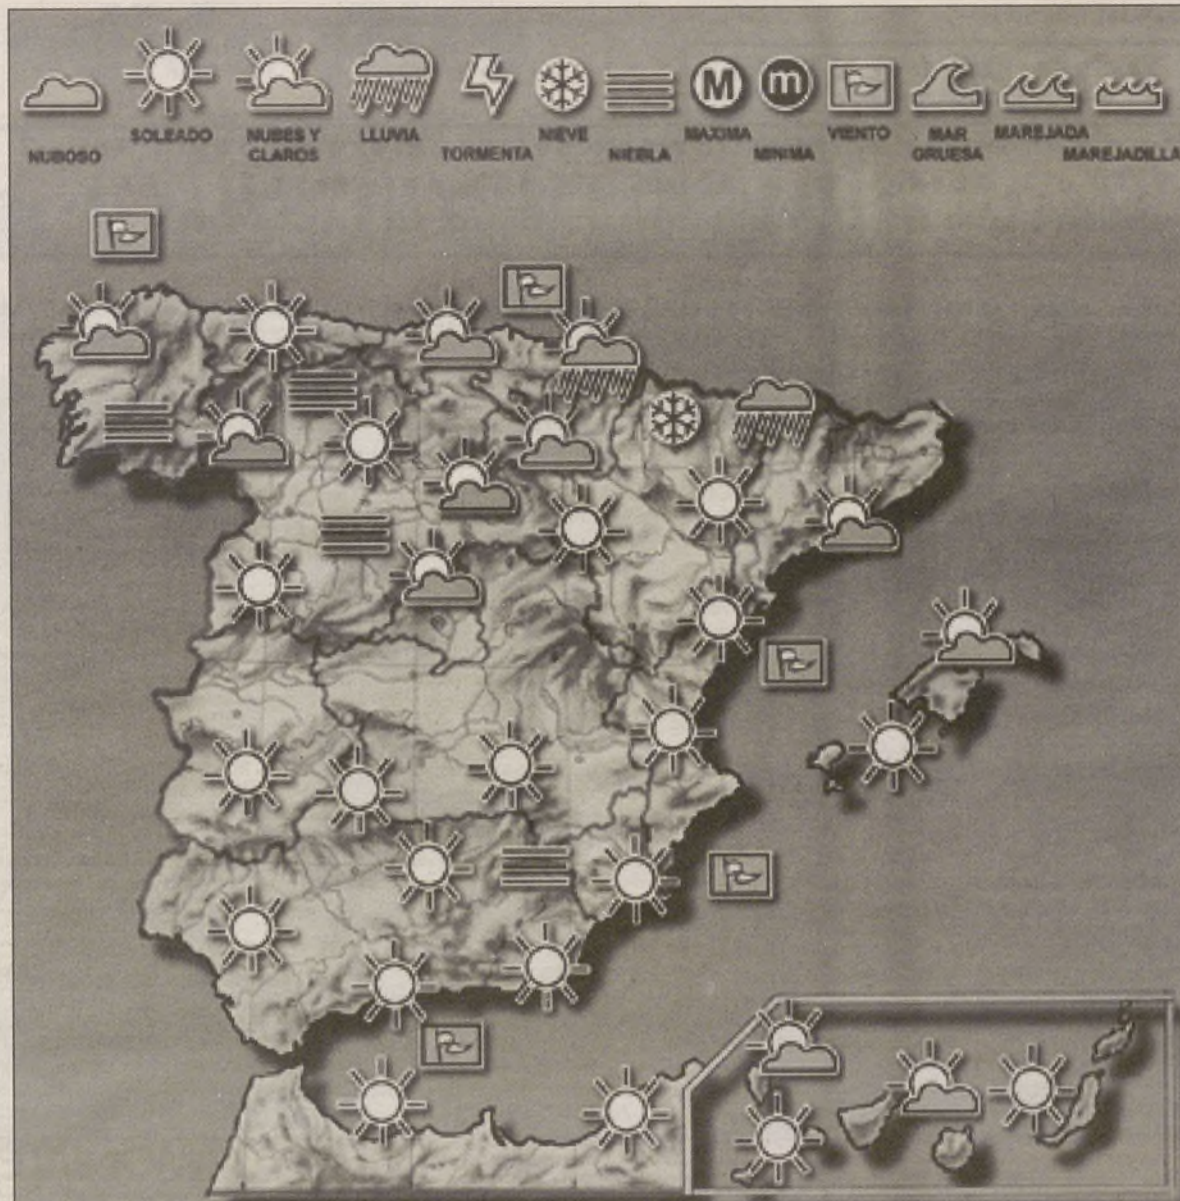 NUBOSO
SOLEADO
NUBES Y
CLAROS
LLUVIA
TORMENTA
NIEVE
NIEBLA
M
MAXIMA
m
MINIMA
VIENTO
MAR
GRUESA
MAREJADA
MAREJADILLA